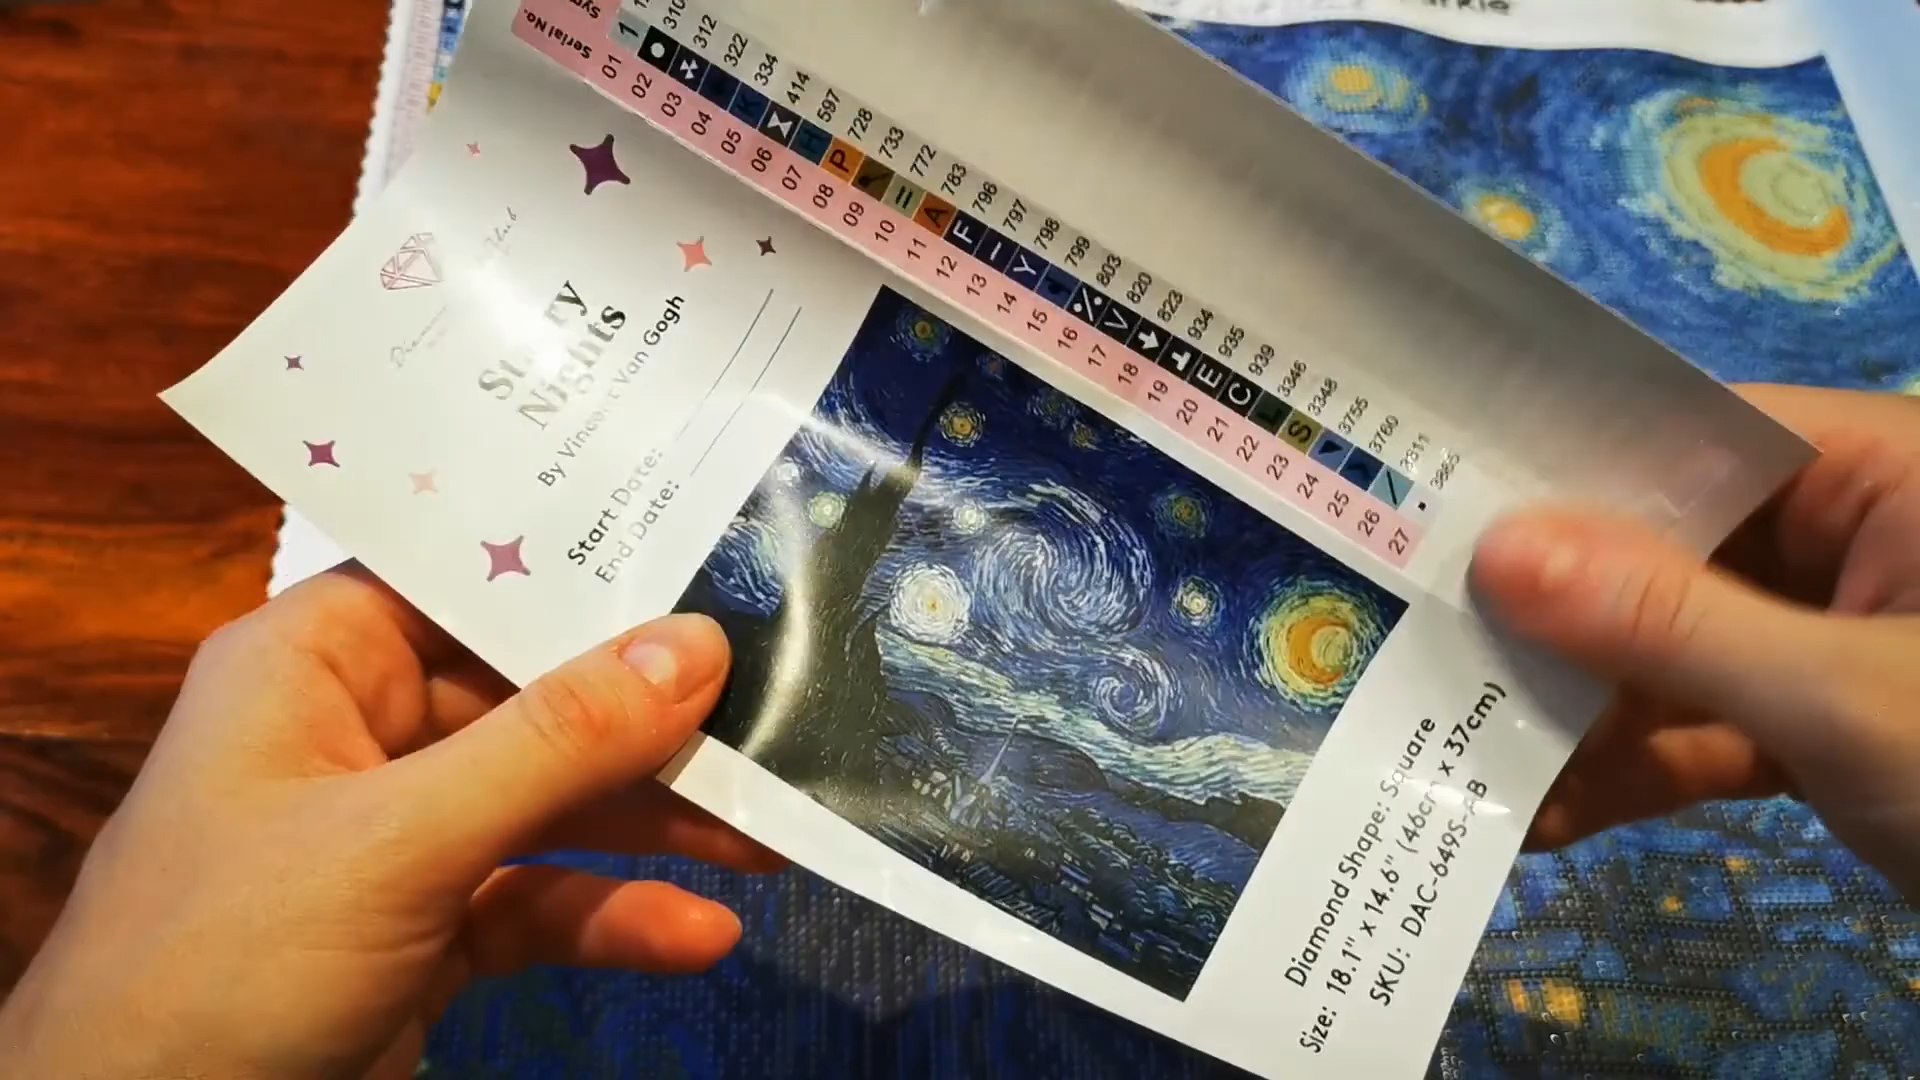 Starry
Nights
By Vincent Van Gogh
Start Date:
End Date:
Serial No.
01 1
02 310
03 312
04 322
05 K 334
06 414
07 H 597
08 P 728
09 733
10 = 772
11 A 783
12 F 796
13 – 797
14 Y 798
15 799
16 803
17 V 820
18 823
19 934
20 E 935
21 C 939
22 L 3346
23 S 3348
24 3755
25 3760
26 / 3811
27 3865
Diamond Shape: Square
Size: 18.1" x 14.6" (46cm x 37cm)
SKU: DAC-649S-AB